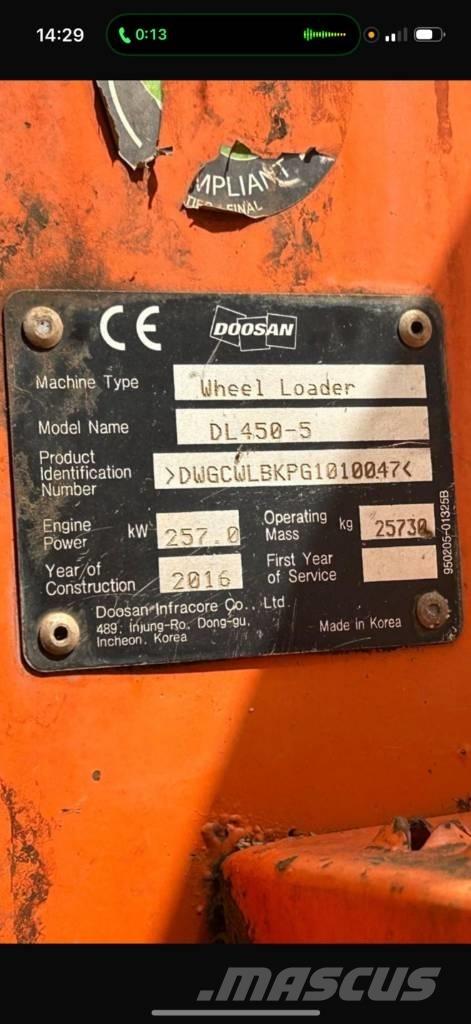 14:29
0:13
MPLIANT
FINAL
CE DOOSAN
Machine Type Wheel Loader
Model Name DL450-5
Product
Identification
Number
>DWGCWLBKPG1010047<
Engine
Power kW 257.0
Operating
Mass kg 25730
Year of
Construction 2016
First Year
of Service
Doosan Infracore Co., Ltd.
489, Injung-Ro, Dong-gu,
Incheon, Korea
Made in Korea
950205-01325B
.MASCUS